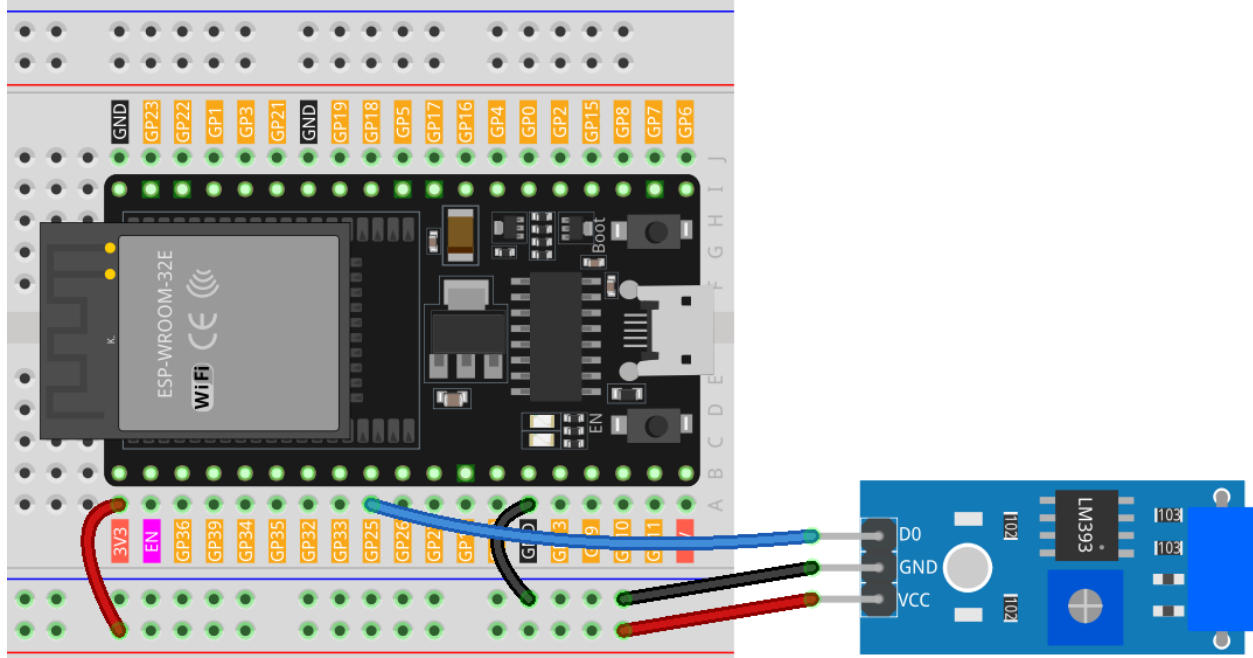 GND GP23 GP22 GP1 GP3 GP21 GND GP19 GP18 GP5 GP17 GP16 GP4 GP0 GP2 GP15 GP8 GP7 GP6
J
I
H
G
F
E
D
C
B
A
Boot
ESP-WROOM-32E
CE
WiFi
K.
EN
3V3 EN GP36 GP39 GP34 GP35 GP32 GP33 GP25 GP26
D0
GND
VCC
102
102
LM393
103
103